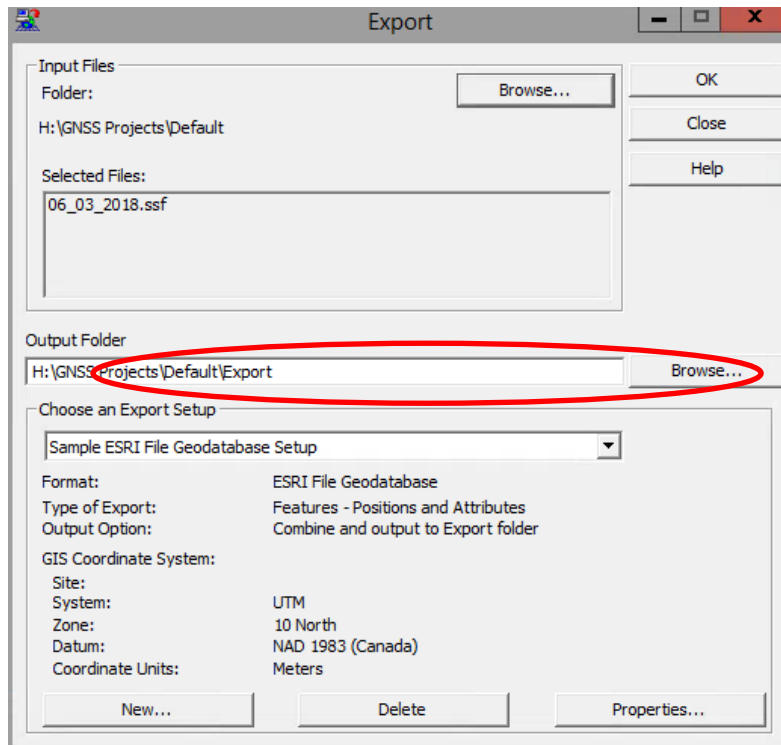 Export
Input Files
Folder:
Browse...
OK
H:\GNSS Projects\Default
Close
Selected Files:
Help
06_03_2018.ssf
Output Folder
H:\GNSS Projects\Default\Export
Browse...
Choose an Export Setup
Sample ESRI File Geodatabase Setup
Format: ESRI File Geodatabase
Type of Export: Features - Positions and Attributes
Output Option: Combine and output to Export folder
GIS Coordinate System:
Site:
System: UTM
Zone: 10 North
Datum: NAD 1983 (Canada)
Coordinate Units: Meters
New... Delete Properties...